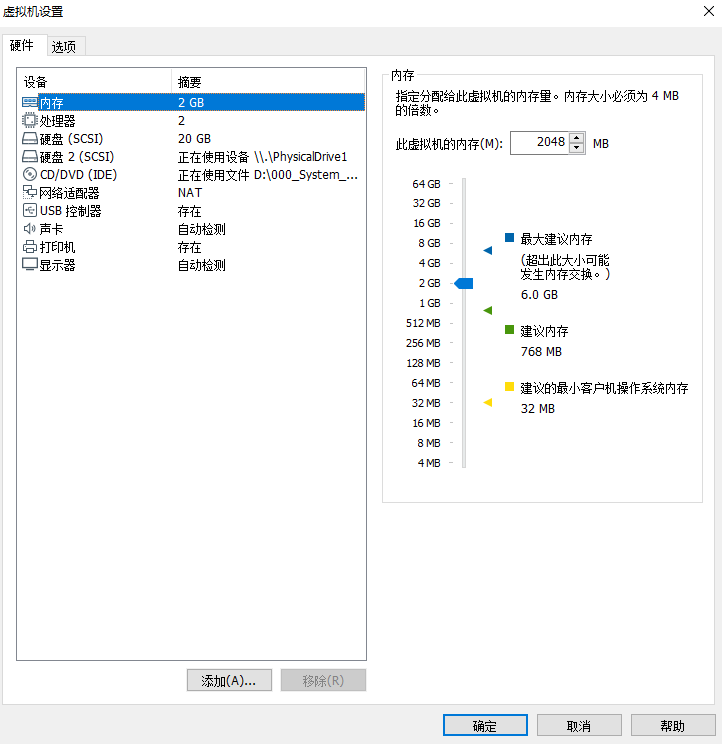 虚拟机设置
硬件 选项
设备 摘要
内存 2 GB
处理器 2
硬盘 (SCSI) 20 GB
硬盘 2 (SCSI) 正在使用设备 \\.\PhysicalDrive1
CD/DVD (IDE) 正在使用文件 D:\000_System_...
网络适配器 NAT
USB 控制器 存在
声卡 自动检测
打印机 存在
显示器 自动检测
添加(A)... 移除(R)
内存
指定分配给此虚拟机的内存量。内存大小必须为 4 MB
的倍数。
此虚拟机的内存(M): 2048 MB
64 GB
32 GB
16 GB
8 GB
4 GB
2 GB
1 GB
512 MB
256 MB
128 MB
64 MB
32 MB
16 MB
8 MB
4 MB
最大建议内存
(超出此大小可能
发生内存交换。)
6.0 GB
建议内存
768 MB
建议的最小客户机操作系统内存
32 MB
确定 取消 帮助